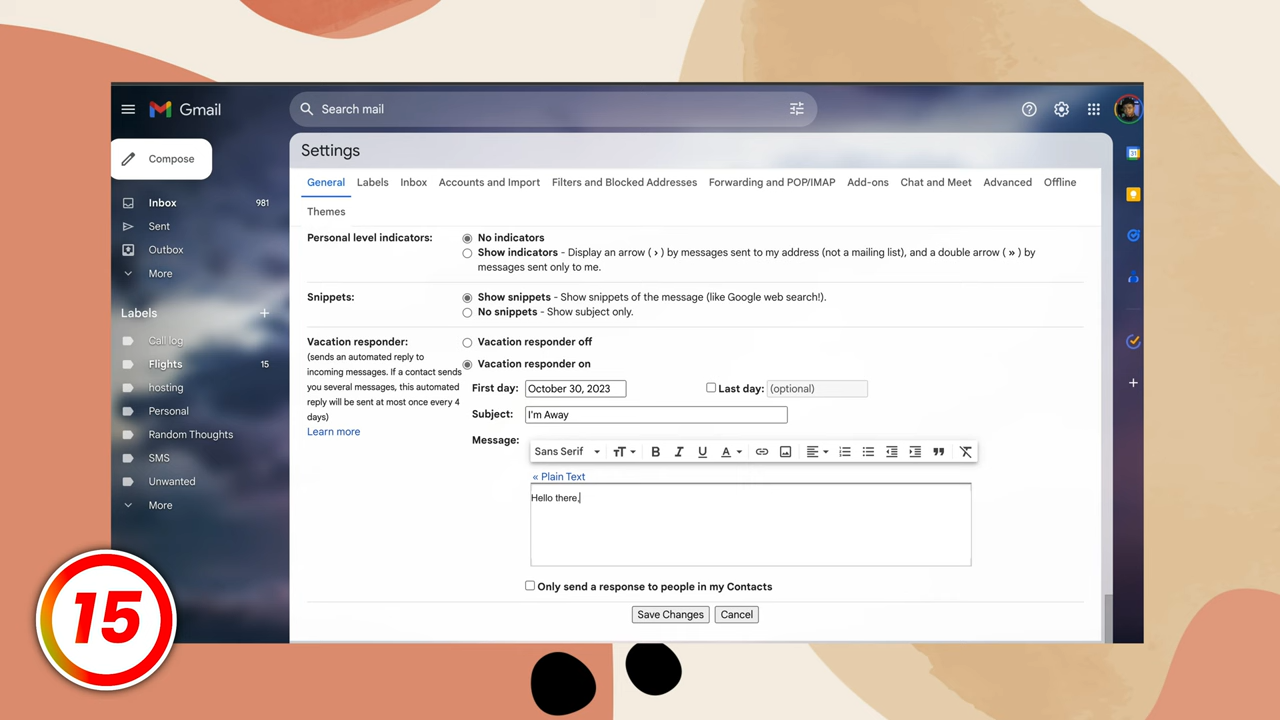 Gmail
Search mail
Compose
Inbox 981
Sent
Outbox
More
Labels
Call log
Flights 15
hosting
Personal
Random Thoughts
SMS
Unwanted
More
Settings
General Labels Inbox Accounts and Import Filters and Blocked Addresses Forwarding and POP/IMAP Add-ons Chat and Meet Advanced Offline
Themes
Personal level indicators: No indicators
Show indicators - Display an arrow ( › ) by messages sent to my address (not a mailing list), and a double arrow ( » ) by
messages sent only to me.
Snippets: Show snippets - Show snippets of the message (like Google web search!).
No snippets - Show subject only.
Vacation responder: Vacation responder off
(sends an automated reply to
incoming messages. If a contact sends
you several messages, this automated
reply will be sent at most once every 4
days)
Learn more
Vacation responder on
First day: October 30, 2023 Last day: (optional)
Subject: I'm Away
Message:
Sans Serif
« Plain Text
Hello there,
Only send a response to people in my Contacts
Save Changes Cancel
15
31